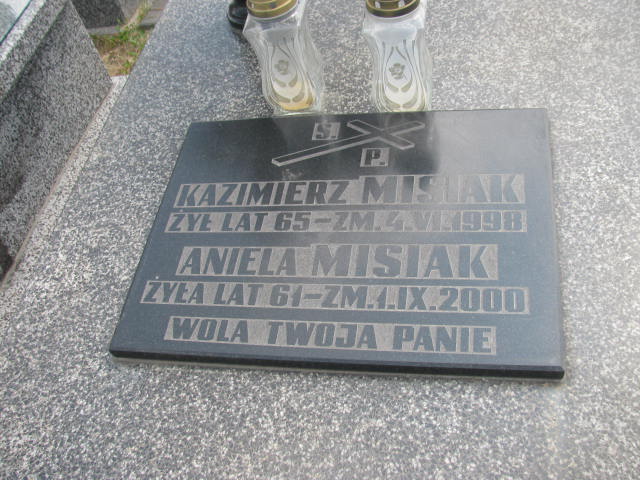 Ś. P.
KAZIMIERZ MISIAK
ŻYŁ LAT 65-ZM.4.VI.1998
ANIELA MISIAK
ŻYŁA LAT 61-ZM.1.IX.2000
WOLA TWOJA PANIE